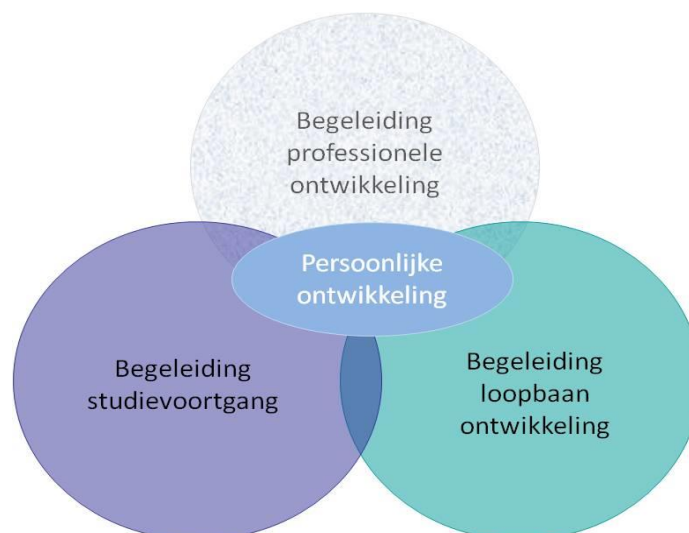 Begeleiding
professionele
ontwikkeling
Persoonlijke
ontwikkeling
Begeleiding
studievoortgang
Begeleiding
loopbaan
ontwikkeling